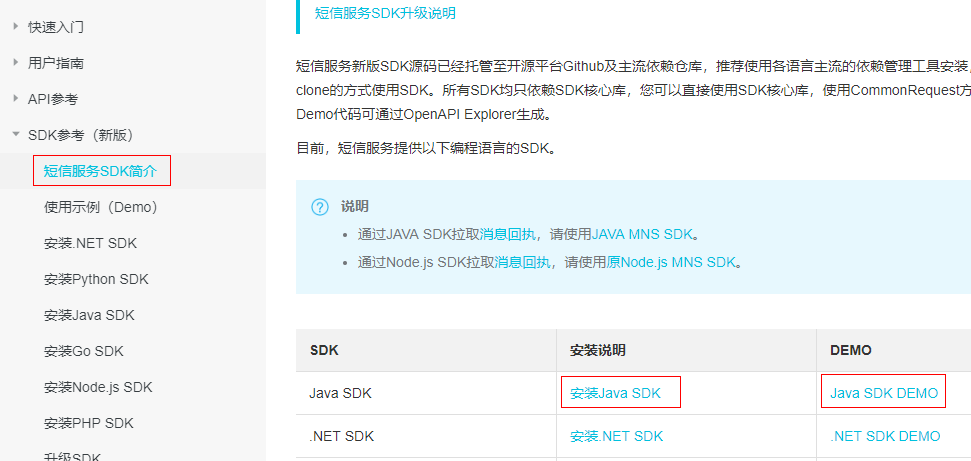 快速入门
用户指南
API参考
SDK参考（新版）
短信服务SDK简介
使用示例（Demo）
安装.NET SDK
安装Python SDK
安装Java SDK
安装Go SDK
安装Node.js SDK
安装PHP SDK
升级SDK
短信服务SDK升级说明
短信服务新版SDK源码已经托管至开源平台Github及主流依赖仓库，推荐使用各语言主流的依赖管理工具安装，
clone的方式使用SDK。所有SDK均只依赖SDK核心库，您可以直接使用SDK核心库，使用CommonRequest方
Demo代码可通过OpenAPI Explorer生成。
目前，短信服务提供以下编程语言的SDK。
说明
• 通过JAVA SDK拉取消息回执，请使用JAVA MNS SDK。
• 通过Node.js SDK拉取消息回执，请使用原Node.js MNS SDK。
SDK 安装说明 DEMO
Java SDK 安装Java SDK Java SDK DEMO
.NET SDK 安装.NET SDK .NET SDK DEMO